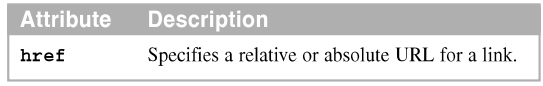 Attribute Description
href Specifies a relative or absolute URL for a link.